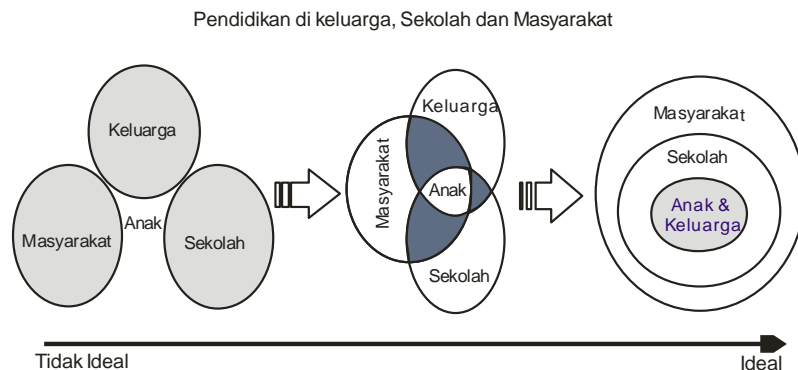 Pendidikan di keluarga, Sekolah dan Masyarakat
Keluarga
Anak
Masyarakat
Sekolah
Keluarga
Masyarakat
Anak
Sekolah
Masyarakat
Sekolah
Anak &
Keluarga
Tidak Ideal
Ideal